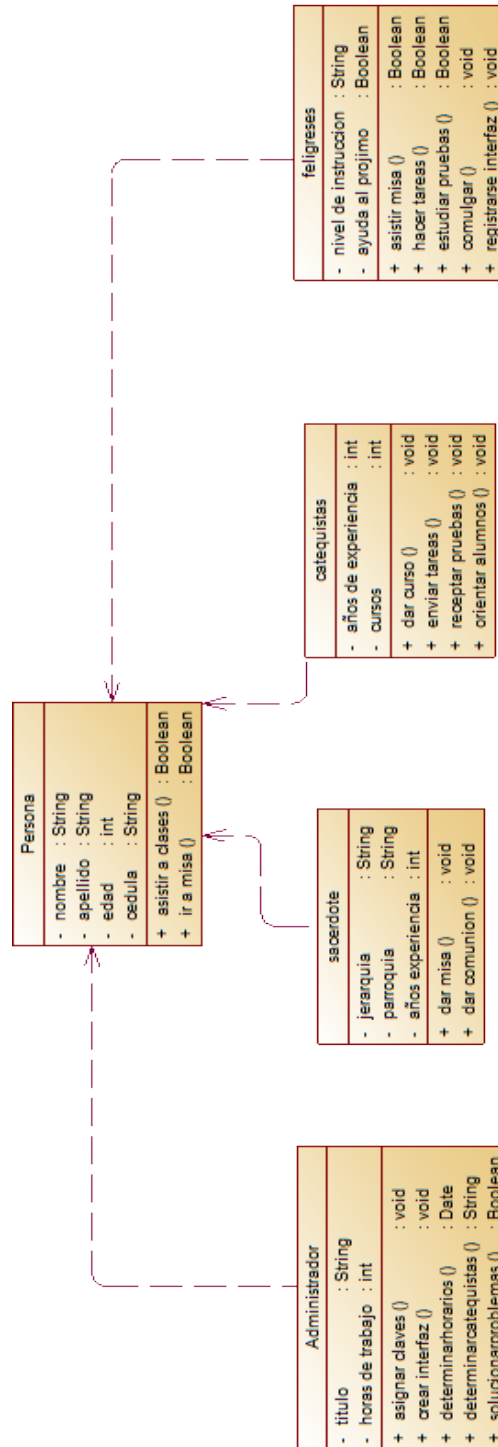 Persona
- nombre : String
- apellido : String
- edad : int
- cedula : String
+ asistir a clases () : Boolean
+ ir a misa () : Boolean
Administrador
- titulo : String
- horas de trabajo : int
+ asignar claves () : void
+ crear interfaz () : void
+ determinarhorarios () : Date
+ determinarcatequistas () : String
+ solucionarproblemas () : Boolean
sacerdote
- jerarquia : String
- parroquia : String
- años experiencia : int
+ dar misa () : void
+ dar comunion () : void
catequistas
- años de experiencia : int
- cursos : int
+ dar curso () : void
+ enviar tareas () : void
+ receptar pruebas () : void
+ orientar alumnos () : void
feligreses
- nivel de instruccion : String
- ayuda al projimo : Boolean
+ asistir misa () : Boolean
+ hacer tareas () : Boolean
+ estudiar pruebas () : Boolean
+ comulgar () : void
+ registrarse interfaz () : void